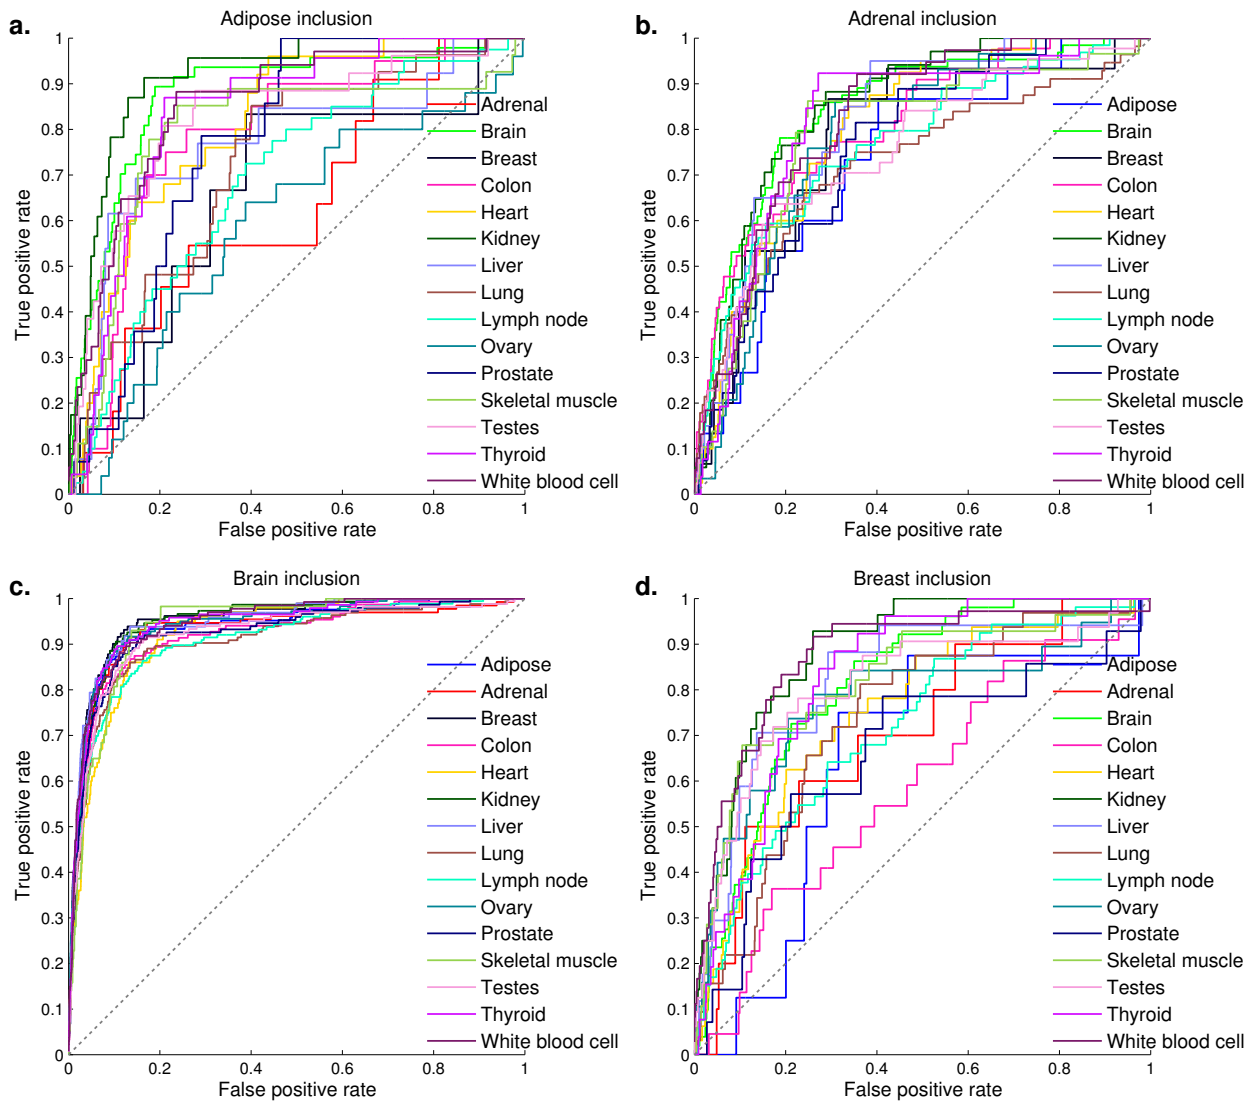 a.
Adipose inclusion
True positive rate
1
0.9
0.8
0.7
0.6
0.5
0.4
0.3
0.2
0.1
0
0
0.2
0.4
0.6
0.8
1
False positive rate
Adrenal
Brain
Breast
Colon
Heart
Kidney
Liver
Lung
Lymph node
Ovary
Prostate
Skeletal muscle
Testes
Thyroid
White blood cell
b.
Adrenal inclusion
True positive rate
1
0.9
0.8
0.7
0.6
0.5
0.4
0.3
0.2
0.1
0
0
0.2
0.4
0.6
0.8
1
False positive rate
Adipose
Brain
Breast
Colon
Heart
Kidney
Liver
Lung
Lymph node
Ovary
Prostate
Skeletal muscle
Testes
Thyroid
White blood cell
c.
Brain inclusion
True positive rate
1
0.9
0.8
0.7
0.6
0.5
0.4
0.3
0.2
0.1
0
0
0.2
0.4
0.6
0.8
1
False positive rate
Adipose
Adrenal
Breast
Colon
Heart
Kidney
Liver
Lung
Lymph node
Ovary
Prostate
Skeletal muscle
Testes
Thyroid
White blood cell
d.
Breast inclusion
True positive rate
1
0.9
0.8
0.7
0.6
0.5
0.4
0.3
0.2
0.1
0
0
0.2
0.4
0.6
0.8
1
False positive rate
Adipose
Adrenal
Brain
Colon
Heart
Kidney
Liver
Lung
Lymph node
Ovary
Prostate
Skeletal muscle
Testes
Thyroid
White blood cell